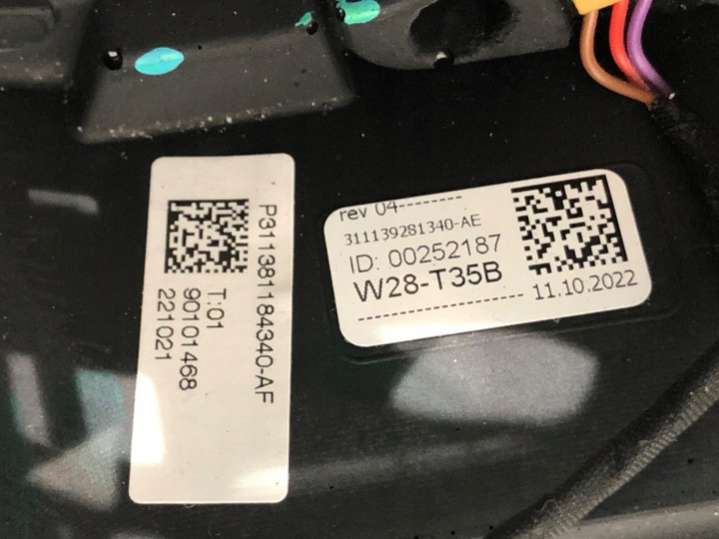 P311381184340-AF
T:01
90101468
221021
rev 04--------
311139281340-AE
ID: 00252187
W28-T35B
11.10.2022